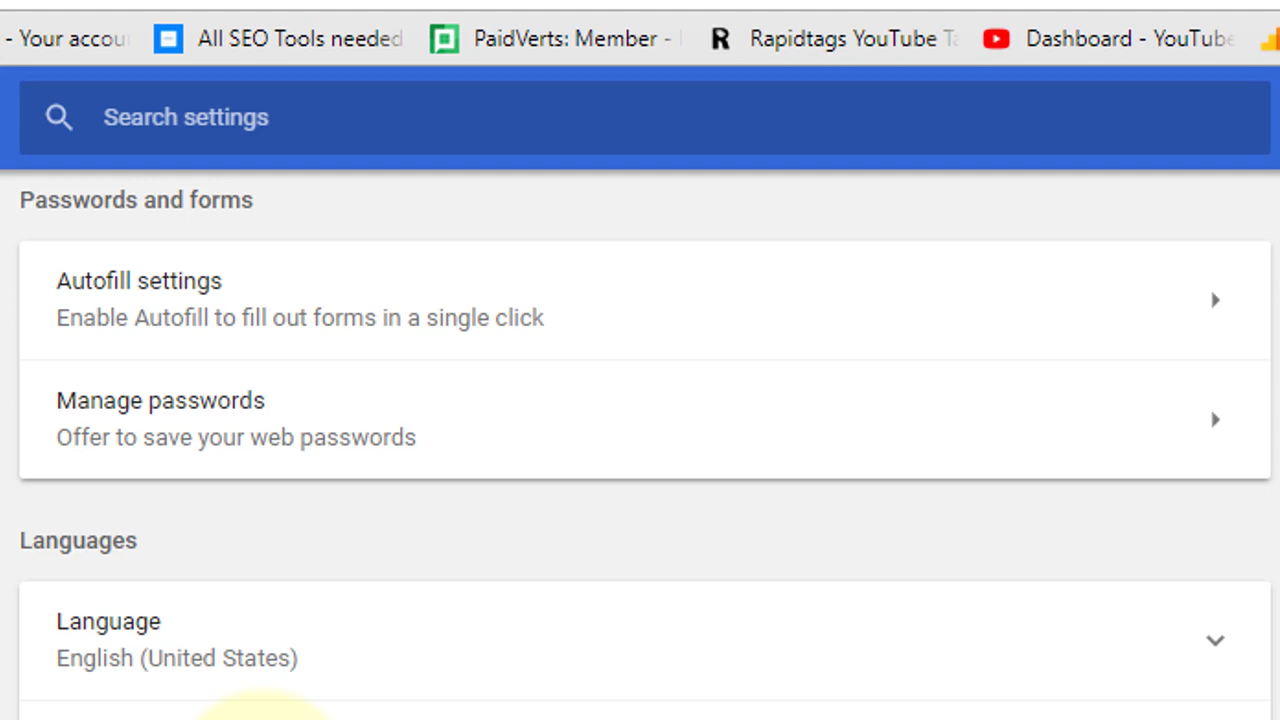 - Your accou All SEO Tools needed PaidVerts: Member - R Rapidtags YouTube Dashboard - YouTube
Search settings
Passwords and forms
Autofill settings
Enable Autofill to fill out forms in a single click
Manage passwords
Offer to save your web passwords
Languages
Language
English (United States)